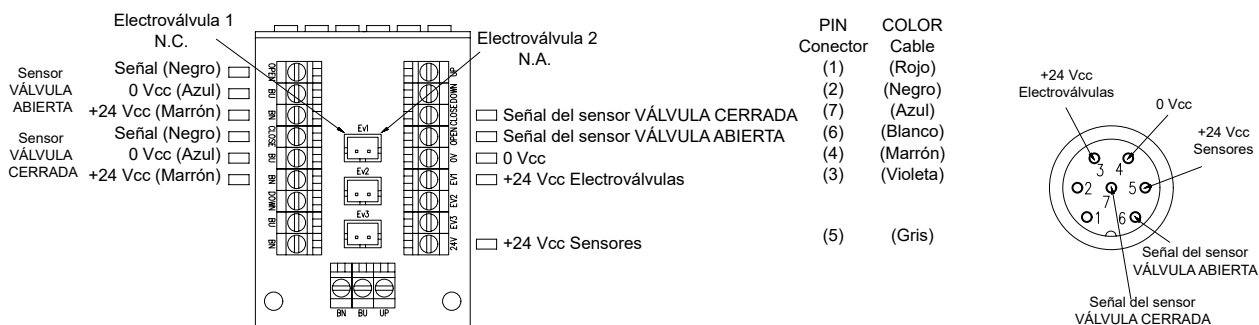 Electroválvula 1
N.C.
Electroválvula 2
N.A.
Sensor
VÁLVULA
ABIERTA
Señal (Negro)
0 Vcc (Azul)
+24 Vcc (Marrón)
Sensor
VÁLVULA
CERRADA
Señal (Negro)
0 Vcc (Azul)
+24 Vcc (Marrón)
OPEN
BU
BN
CLOSE
BU
BN
DOWN
BU
BN
Ev1
Ev2
Ev3
UP
DOWN
CLOSE
OPEN
0V
EV1
EV2
EV3
24V
BN BU UP
Señal del sensor VÁLVULA CERRADA
Señal del sensor VÁLVULA ABIERTA
0 Vcc
+24 Vcc Electroválvulas
+24 Vcc Sensores
PIN COLOR
Conector Cable
(1) (Rojo)
(2) (Negro)
(7) (Azul)
(6) (Blanco)
(4) (Marrón)
(3) (Violeta)
(5) (Gris)
+24 Vcc
Electroválvulas
0 Vcc
+24 Vcc
Sensores
3 4
2 7 5
1 6
Señal del sensor
VÁLVULA ABIERTA
Señal del sensor
VÁLVULA CERRADA